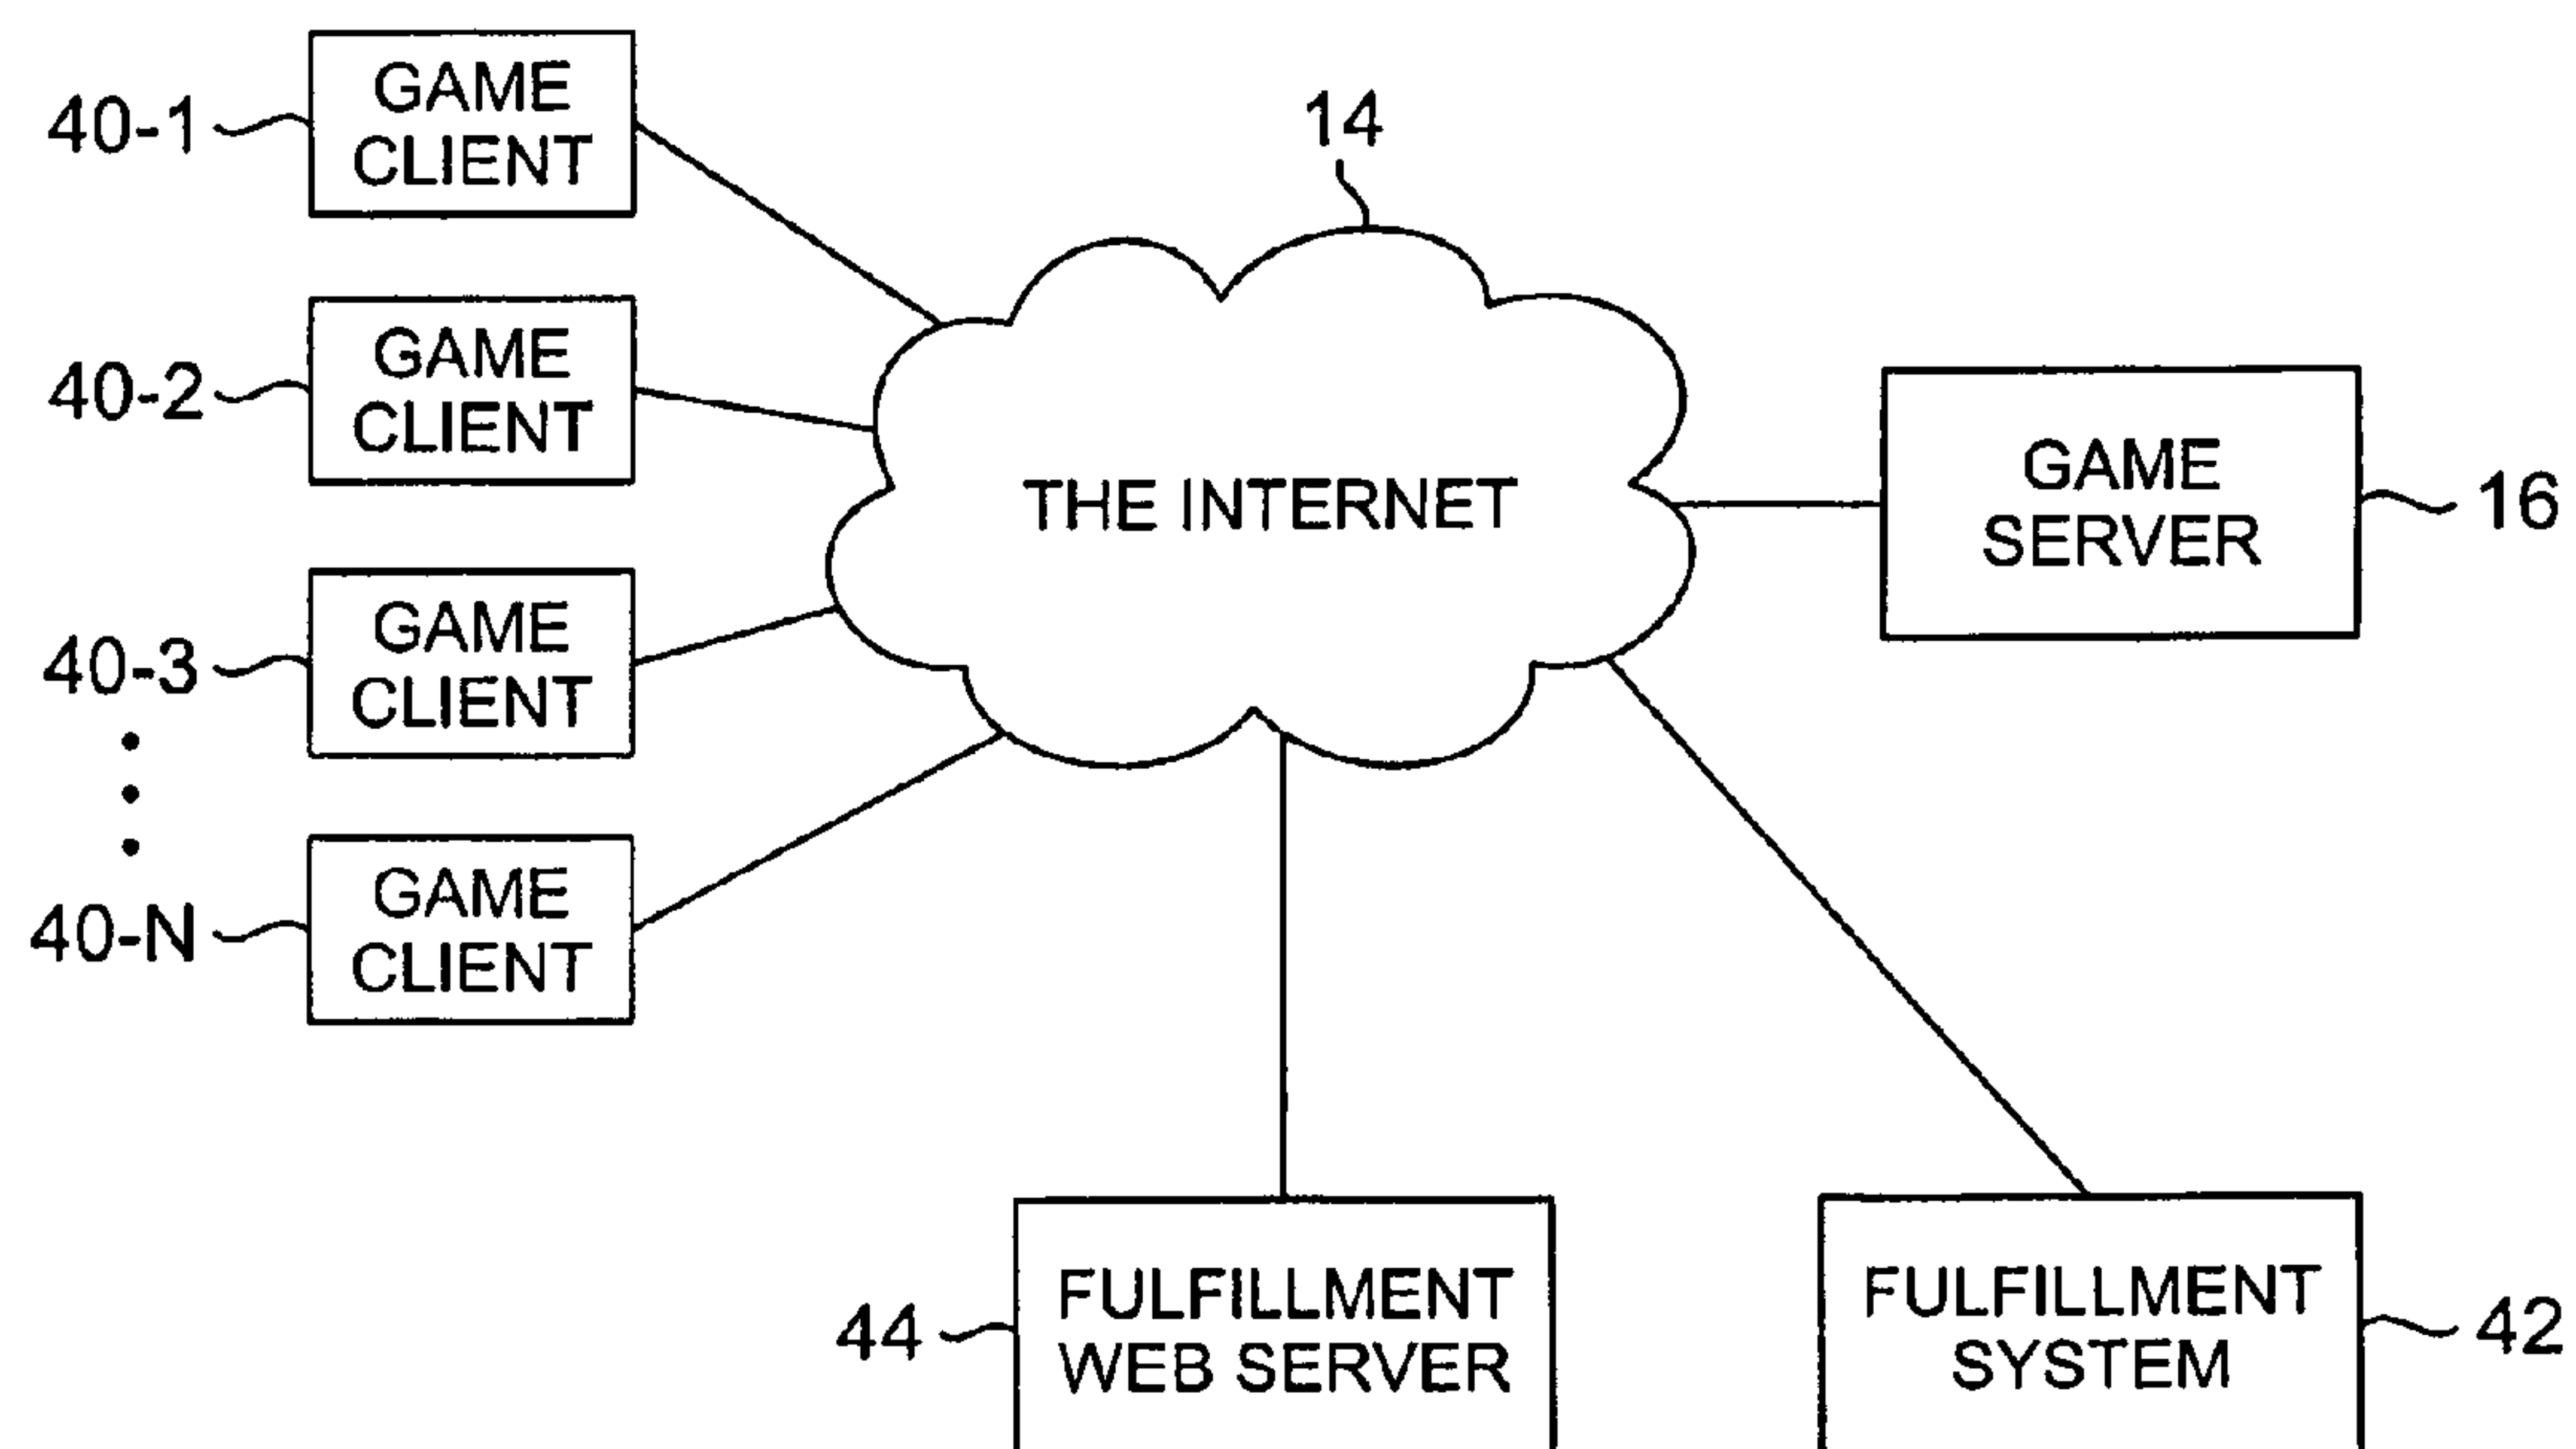 40-1
GAME
CLIENT
14
40-2
GAME
CLIENT
THE INTERNET
GAME
SERVER
16
40-3
GAME
CLIENT
40-N
GAME
CLIENT
44
FULFILLMENT
WEB SERVER
FULFILLMENT
SYSTEM
42